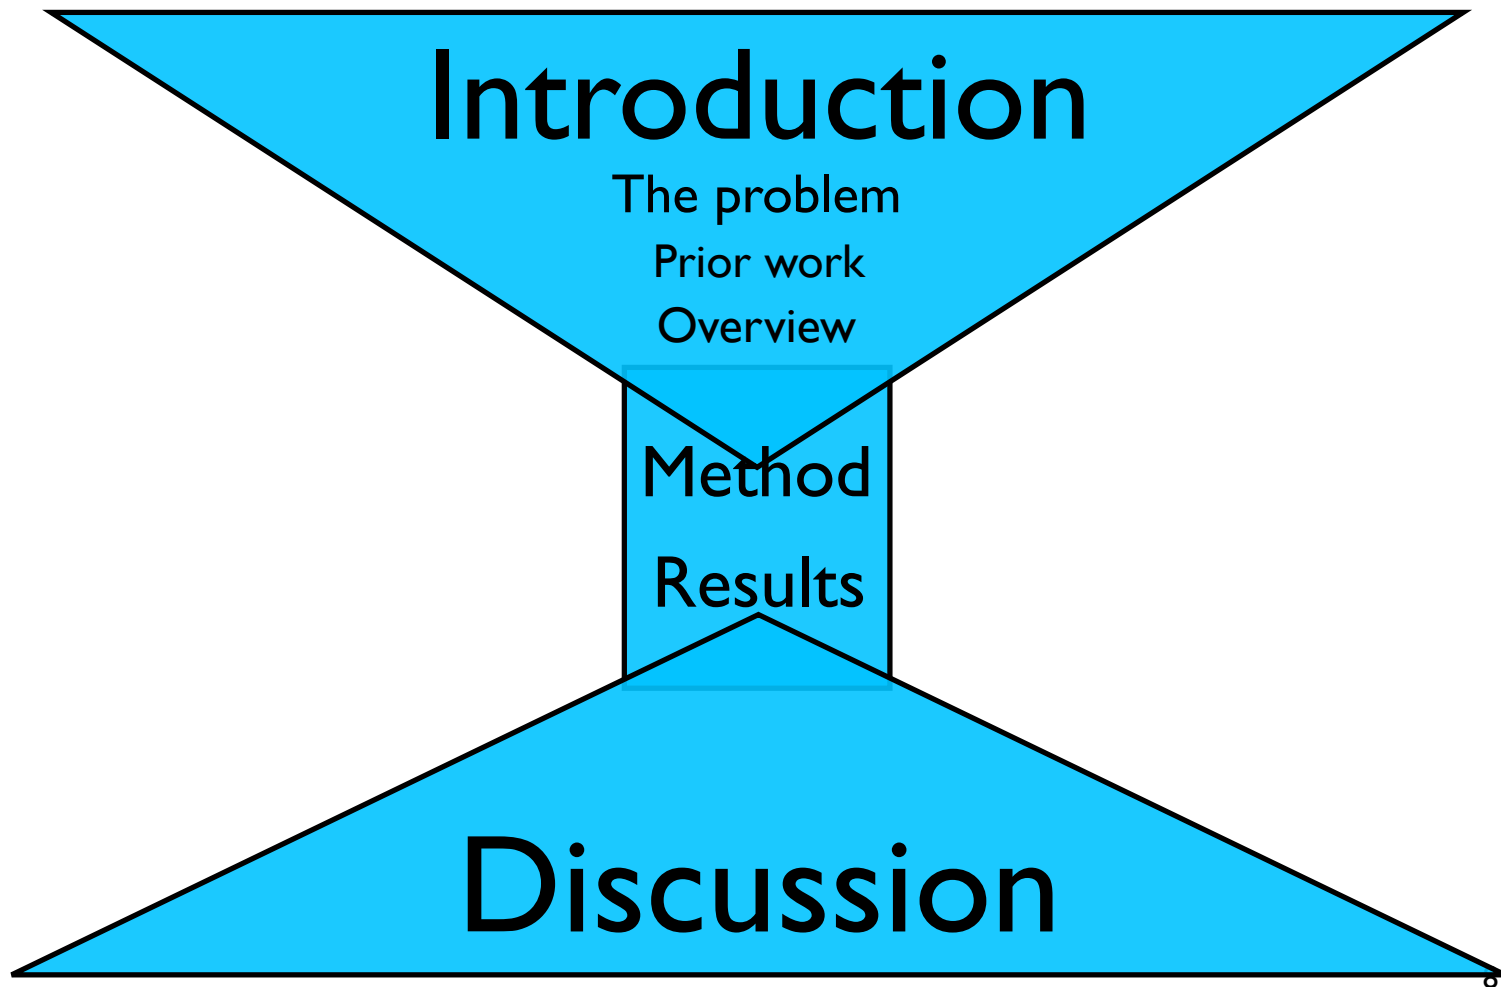 Introduction
The problem
Prior work
Overview
Method
Results
Discussion